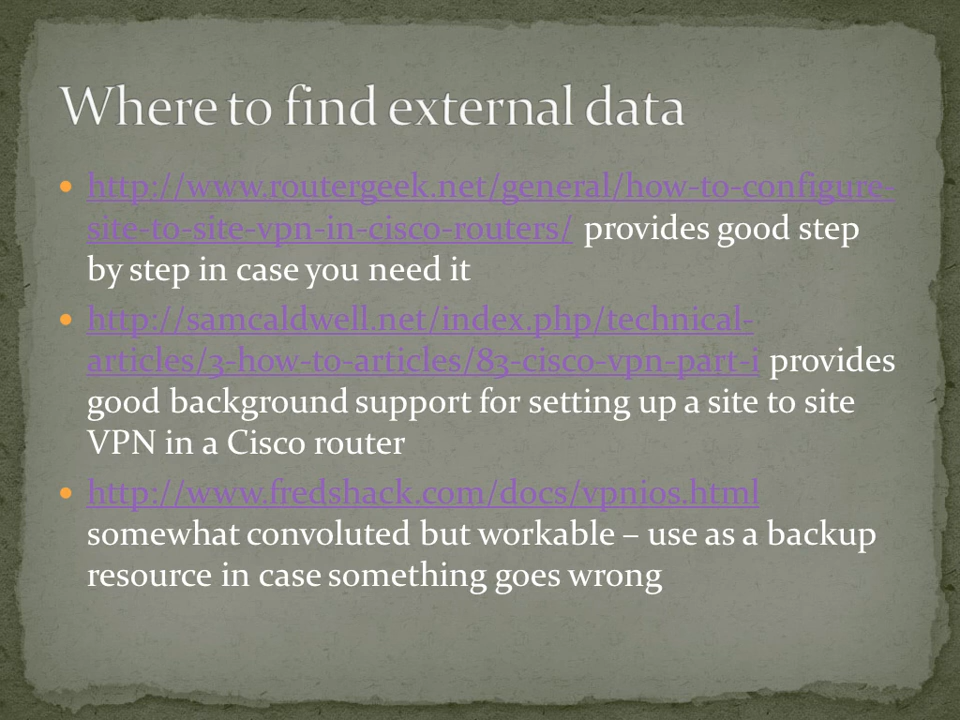 Where to find external data
http://www.routergeek.net/general/how-to-configure-
site-to-site-vpn-in-cisco-routers/ provides good step
by step in case you need it
http://samcaldwell.net/index.php/technical-
articles/3-how-to-articles/83-cisco-vpn-part-i provides
good background support for setting up a site to site
VPN in a Cisco router
http://www.fredshack.com/docs/vpnios.html
somewhat convoluted but workable – use as a backup
resource in case something goes wrong